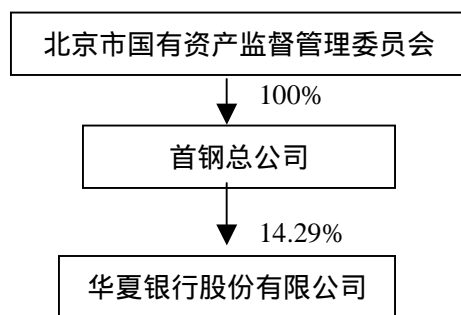 北京市国有资产监督管理委员会
100%
首钢总公司
14.29%
华夏银行股份有限公司